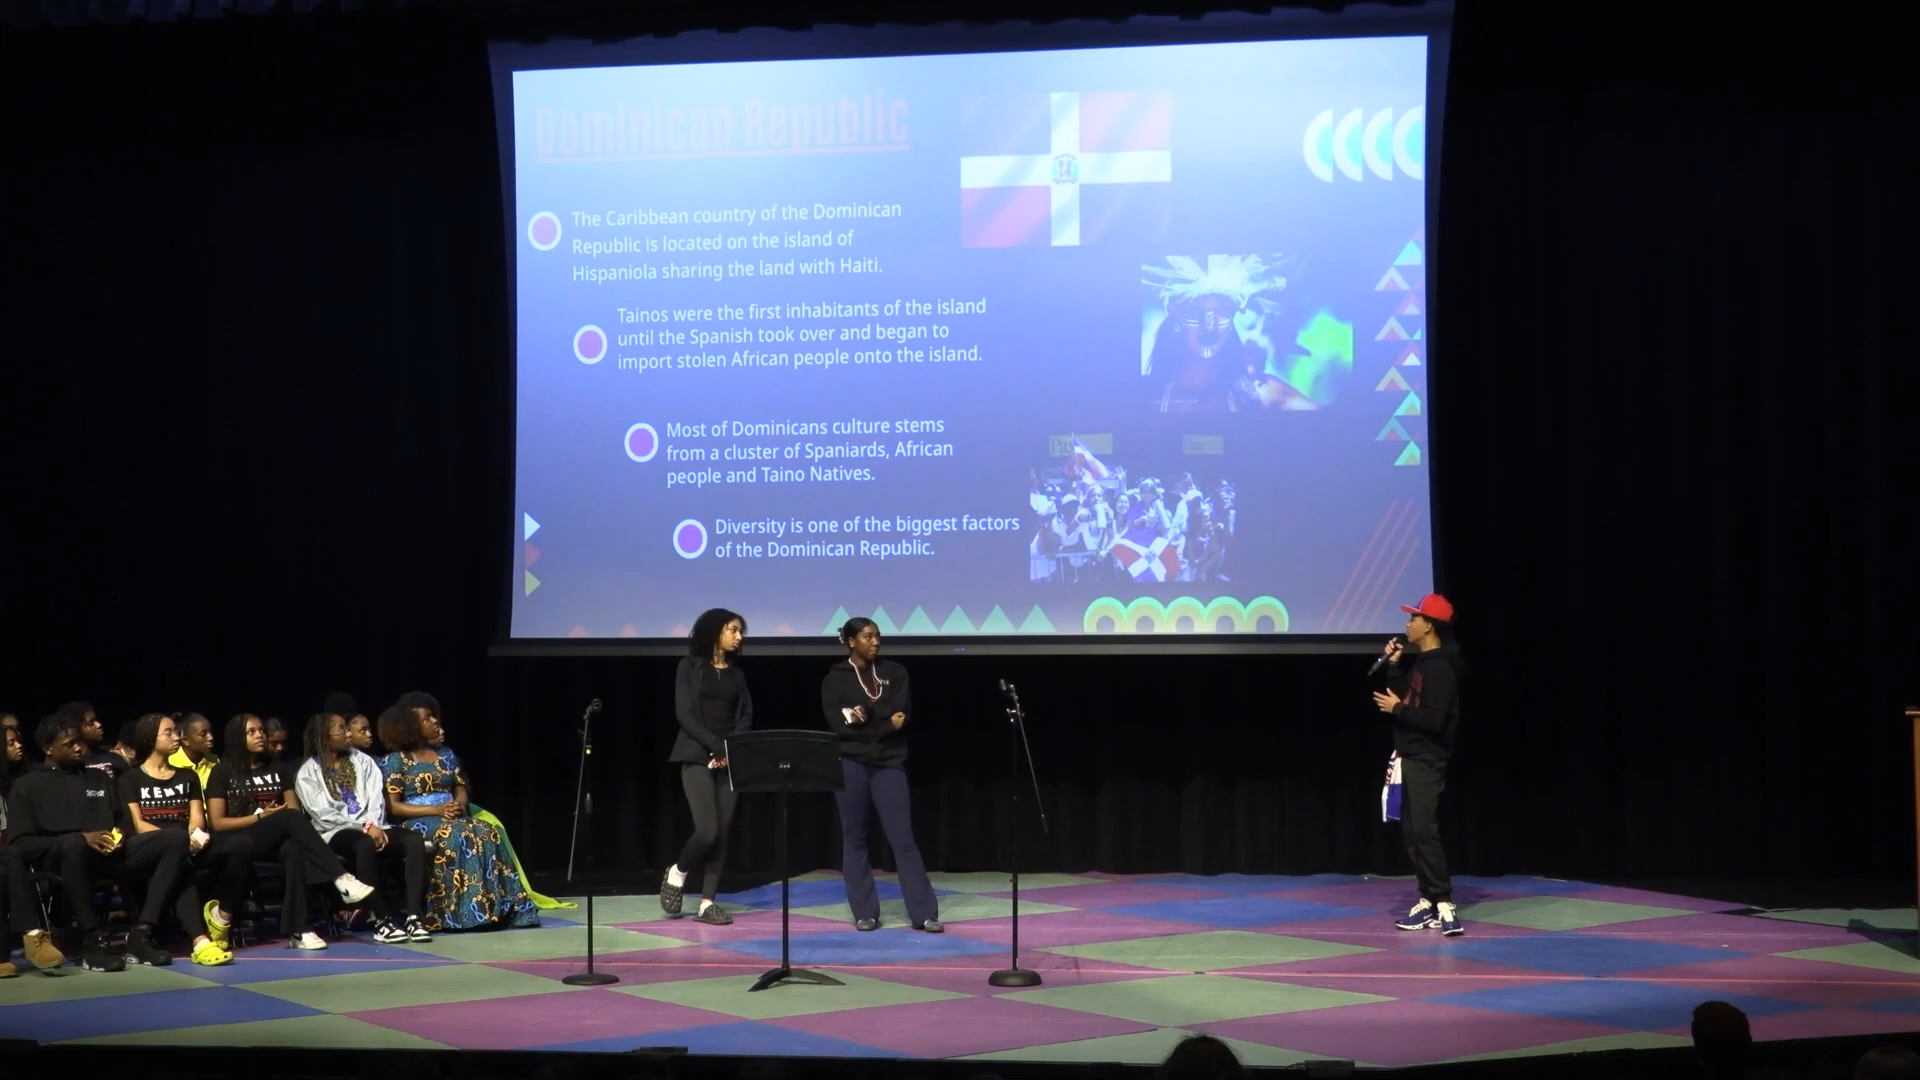 Dominican Republic
The Caribbean country of the Dominican
Republic is located on the island of
Hispaniola sharing the land with Haiti.
Tainos were the first inhabitants of the island
until the Spanish took over and began to
import stolen African people onto the island.
Most of Dominicans culture stems
from a cluster of Spaniards, African
people and Taino Natives.
Diversity is one of the biggest factors
of the Dominican Republic.
KENYA